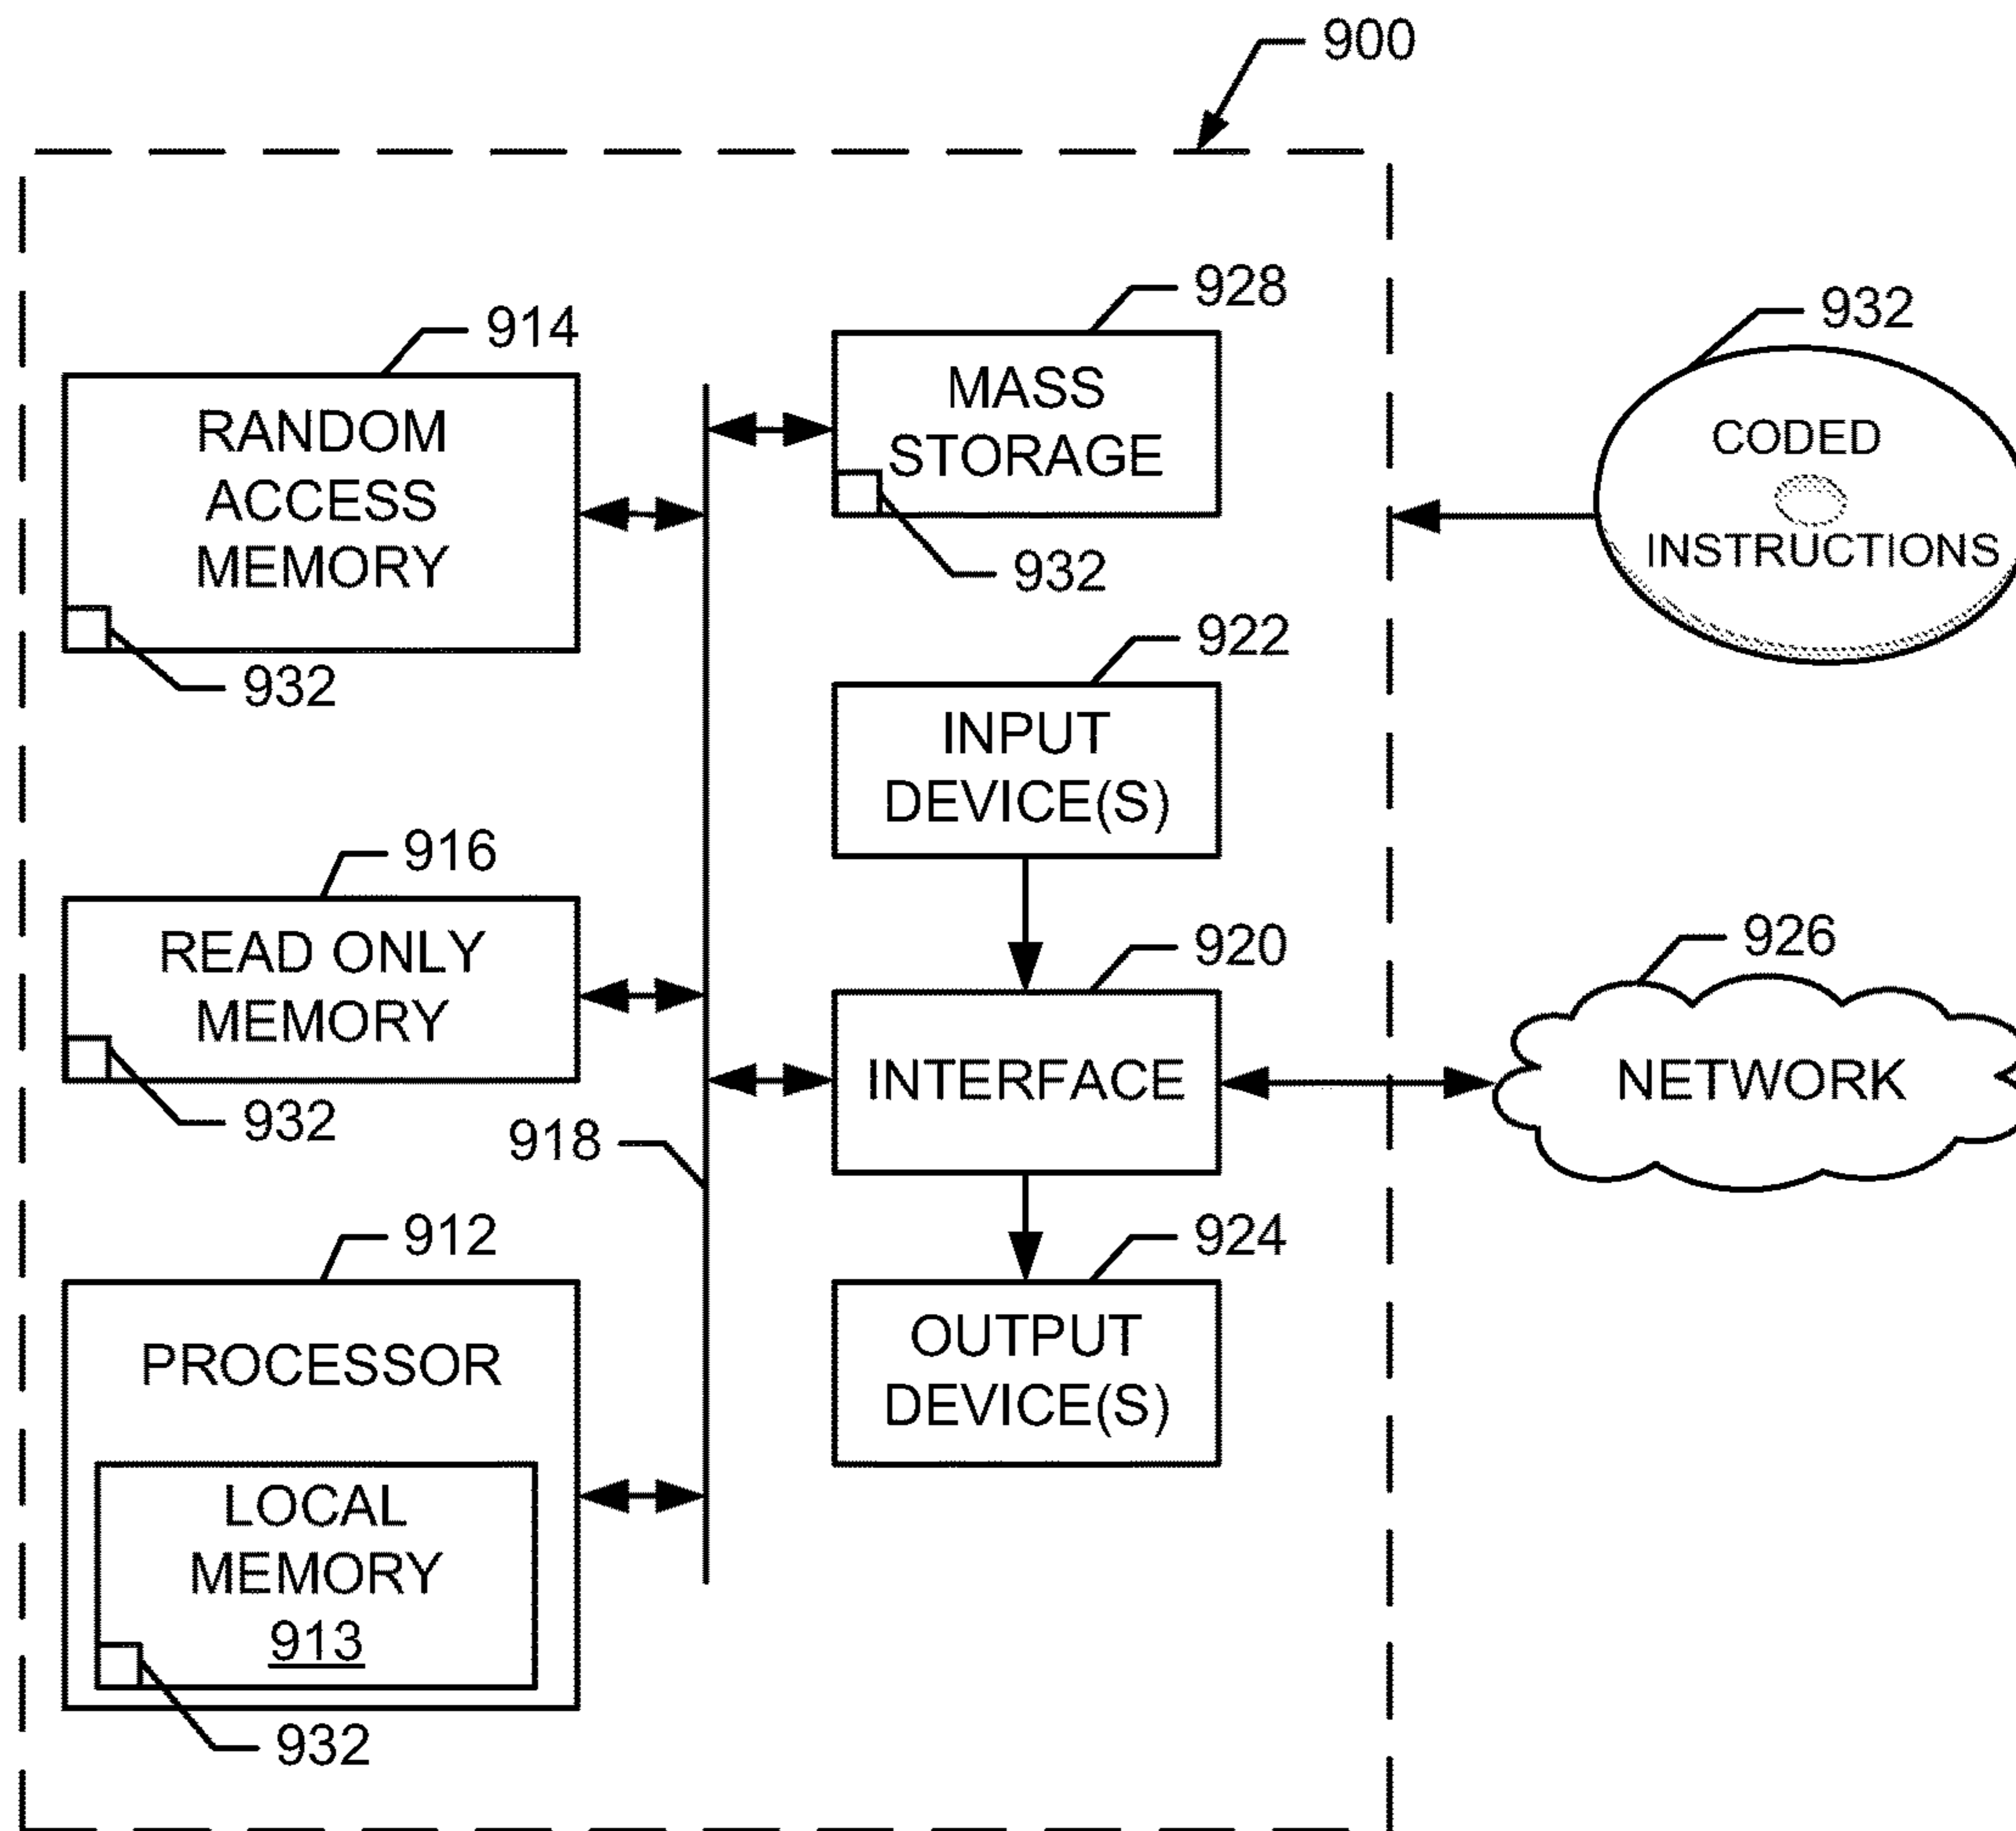 900
914
RANDOM
ACCESS
MEMORY
932
928
MASS
STORAGE
932
932
CODED
INSTRUCTIONS
922
INPUT
DEVICE(S)
916
READ ONLY
MEMORY
932
918
920
INTERFACE
926
NETWORK
912
PROCESSOR
LOCAL
MEMORY
913
932
924
OUTPUT
DEVICE(S)